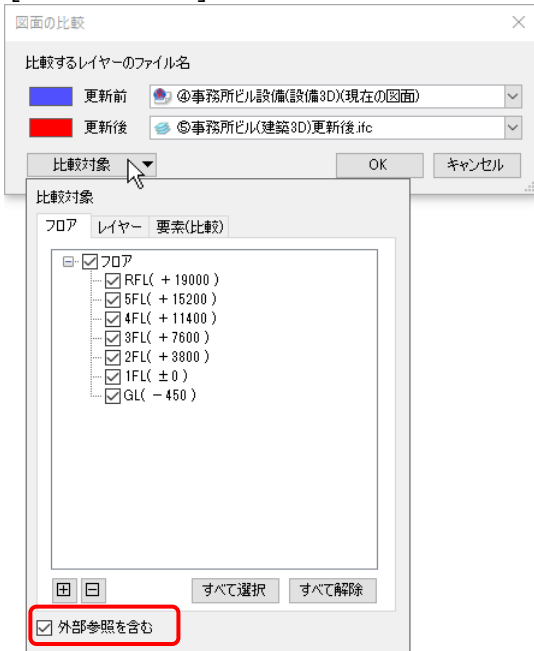 図面の比較
比較するレイヤーのファイル名
更新前 ④事務所ビル設備(設備3D)(現在の図面)
更新後 ⑤事務所ビル(建築3D)更新後.ifc
比較対象 OK キャンセル
比較対象
フロア レイヤー 要素(比較)
フロア
RFL( +19000 )
5FL( +15200 )
4FL( +11400 )
3FL( +7600 )
2FL( +3800 )
1FL( ±0 )
GL( -450 )
すべて選択 すべて解除
外部参照を含む